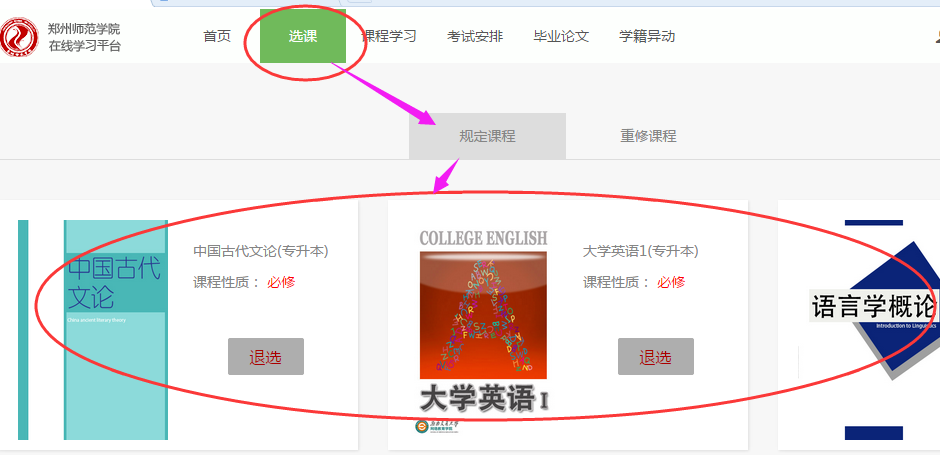 郑州师范学院
在线学习平台
首页 选课 课程学习 考试安排 毕业论文 学籍异动
规定课程 重修课程
中国古代
文论
China ancient literary theory
中国古代文论(专升本)
课程性质： 必修
退选
COLLEGE ENGLISH
大学英语 I
大学英语1(专升本)
课程性质： 必修
退选
语言学概论
Introduction to Linguistics